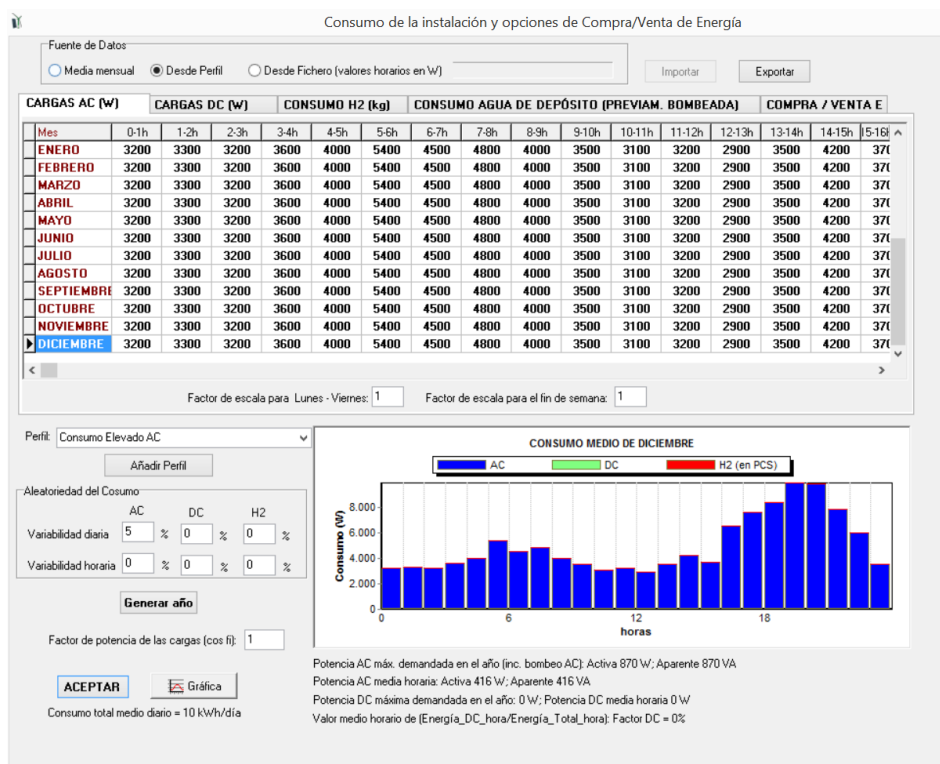 Consumo de la instalación y opciones de Compra/Venta de Energía
Fuente de Datos
Media mensual Desde Perfil Desde Fichero (valores horarios en W) Importar Exportar
CARGAS AC (W) CARGAS DC (W) CONSUMO H2 (kg) CONSUMO AGUA DE DEPÓSITO (PREVIAM. BOMBEADA) COMPRA / VENTA E
Mes 0-1h 1-2h 2-3h 3-4h 4-5h 5-6h 6-7h 7-8h 8-9h 9-10h 10-11h 11-12h 12-13h 13-14h 14-15h 15-16h
ENERO 3200 3300 3200 3600 4000 5400 4500 4800 4000 3500 3100 3200 2900 3500 4200 370
FEBRERO 3200 3300 3200 3600 4000 5400 4500 4800 4000 3500 3100 3200 2900 3500 4200 370
MARZO 3200 3300 3200 3600 4000 5400 4500 4800 4000 3500 3100 3200 2900 3500 4200 370
ABRIL 3200 3300 3200 3600 4000 5400 4500 4800 4000 3500 3100 3200 2900 3500 4200 370
MAYO 3200 3300 3200 3600 4000 5400 4500 4800 4000 3500 3100 3200 2900 3500 4200 370
JUNIO 3200 3300 3200 3600 4000 5400 4500 4800 4000 3500 3100 3200 2900 3500 4200 370
JULIO 3200 3300 3200 3600 4000 5400 4500 4800 4000 3500 3100 3200 2900 3500 4200 370
AGOSTO 3200 3300 3200 3600 4000 5400 4500 4800 4000 3500 3100 3200 2900 3500 4200 370
SEPTIEMBRE 3200 3300 3200 3600 4000 5400 4500 4800 4000 3500 3100 3200 2900 3500 4200 370
OCTUBRE 3200 3300 3200 3600 4000 5400 4500 4800 4000 3500 3100 3200 2900 3500 4200 370
NOVIEMBRE 3200 3300 3200 3600 4000 5400 4500 4800 4000 3500 3100 3200 2900 3500 4200 370
DICIEMBRE 3200 3300 3200 3600 4000 5400 4500 4800 4000 3500 3100 3200 2900 3500 4200 370
Factor de escala para Lunes - Viernes: 1 Factor de escala para el fin de semana: 1
Perfil: Consumo Elevado AC
Añadir Perfil
Aleatoriedad del Cosumo
AC DC H2
Variabilidad diaria 5 % 0 % 0 %
Variabilidad horaria 0 % 0 % 0 %
Generar año
Factor de potencia de las cargas (cos fi): 1
ACEPTAR Gráfica
Consumo total medio diario = 10 kWh/día
CONSUMO MEDIO DE DICIEMBRE
AC DC H2 (en PCS)
Consumo (W)
8.000
6.000
4.000
2.000
0
0 6 12 18
horas
Potencia AC máx. demandada en el año (inc. bombeo AC): Activa 870 W; Aparente 870 VA
Potencia AC media horaria: Activa 416 W; Aparente 416 VA
Potencia DC máxima demandada en el año: 0 W; Potencia DC media horaria 0 W
Valor medio horario de (Energía_DC_hora/Energía_Total_hora): Factor DC = 0%